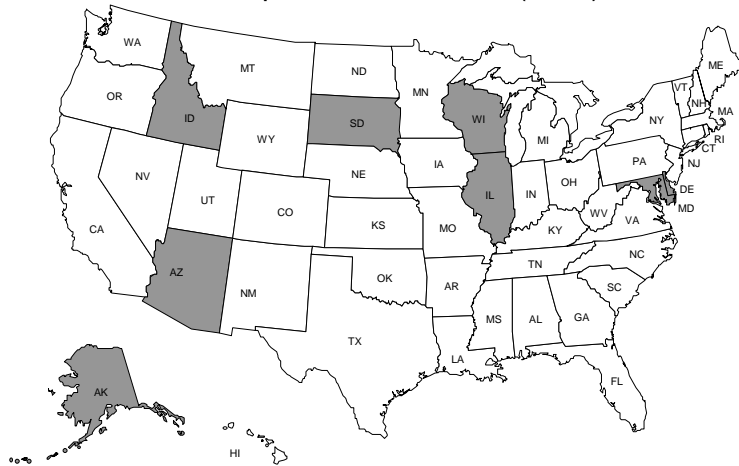 WA
ME
MT
ND
VT
MN
OR
NH
ID
SD
WI
MA
NY
MI
RI
WY
CT
IA
PA
NJ
NE
NV
OH
IN
IL
DE
UT
MD
CO
WV
VA
CA
KS
MO
KY
NC
TN
AZ
OK
AR
SC
NM
MS
AL
GA
TX
LA
FL
AK
HI